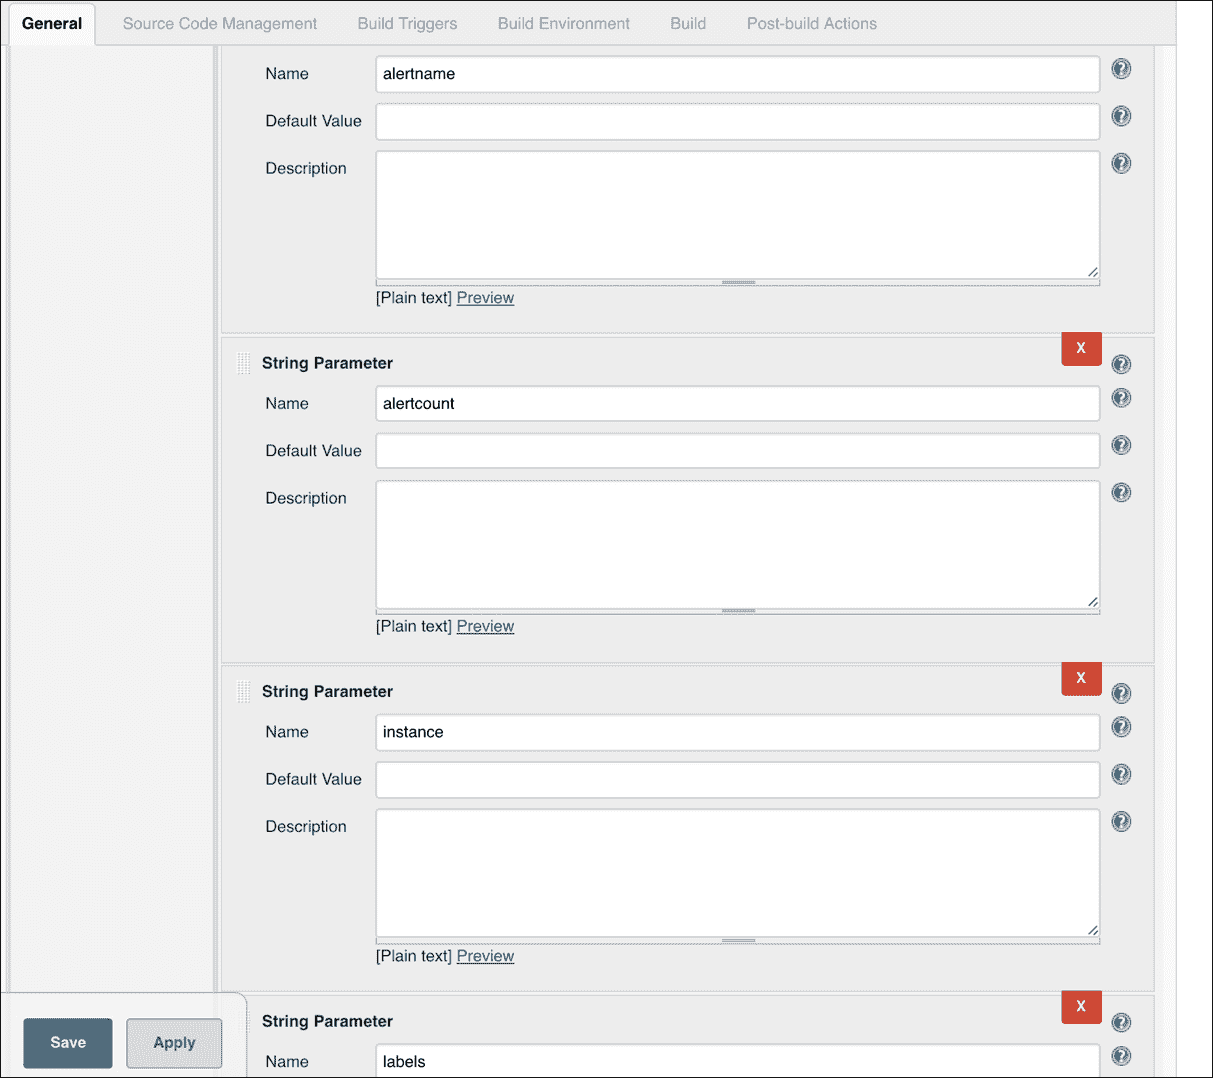 General Source Code Management Build Triggers Build Environment Build Post-build Actions
Name alertname
Default Value
Description
[Plain text] Preview
X
String Parameter
Name alertcount
Default Value
Description
[Plain text] Preview
X
String Parameter
Name instance
Default Value
Description
[Plain text] Preview
X
String Parameter
Save Apply
Name labels